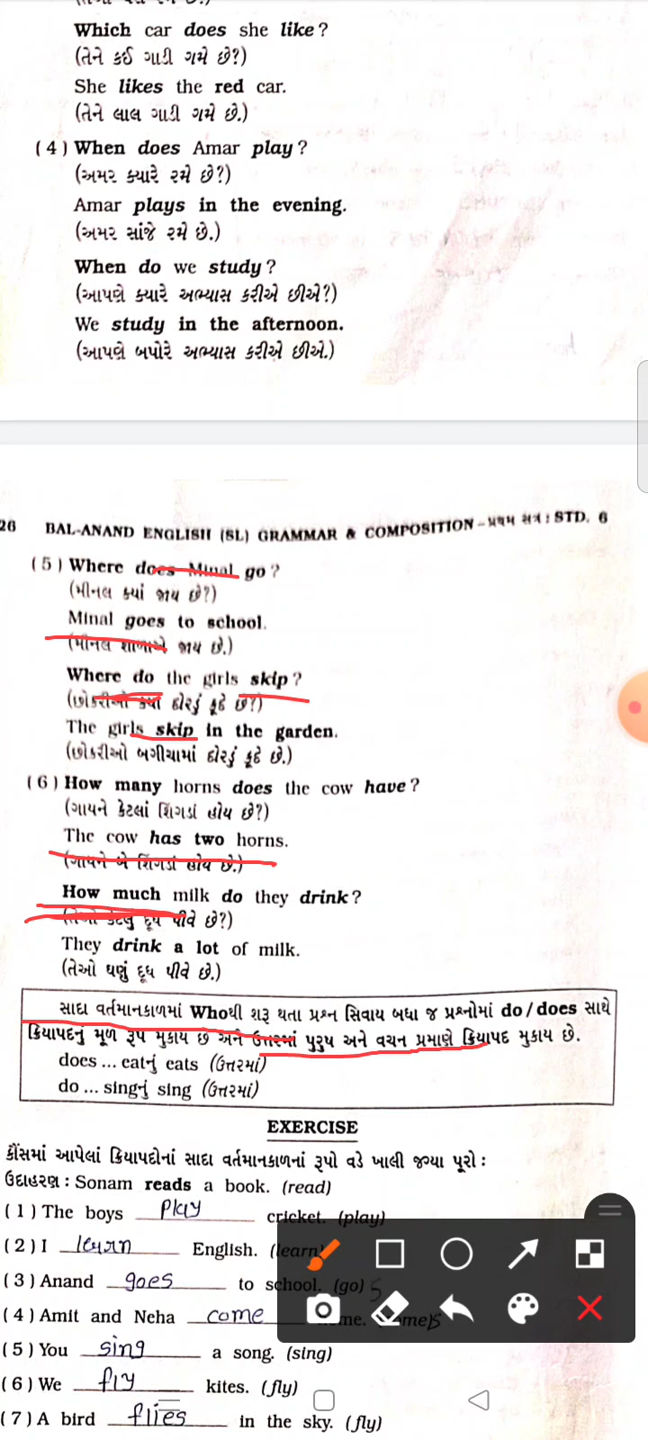 Which car does she like?
(તેને કઈ ગાડી ગમે છે?)
She likes the red car.
(તેને લાલ ગાડી ગમે છે.)
(4) When does Amar play?
(અમર ક્યારે રમે છે?)
Amar plays in the evening.
(અમર સાંજે રમે છે.)
When do we study?
(આપણે ક્યારે અભ્યાસ કરીએ છીએ?)
We study in the afternoon.
(આપણે બપોરે અભ્યાસ કરીએ છીએ.)
26 BAL-ANAND ENGLISH (SL) GRAMMAR & COMPOSITION - પ્રથમ સત્ર : STD. 6
(5) Where does Minal go?
(મીનલ ક્યાં જાય છે?)
Minal goes to school.
(મીનલ શાળાએ જાય છે.)
Where do the girls skip?
(છોકરીઓ ક્યાં દોરડું કૂદે છે?)
The girls skip in the garden.
(છોકરીઓ બગીચામાં દોરડું કૂદે છે.)
(6) How many horns does the cow have?
(ગાયને કેટલાં શિંગડાં હોય છે?)
The cow has two horns.
(ગાયને બે શિંગડાં હોય છે.)
How much milk do they drink?
(તેઓ કેટલું દૂધ પીવે છે?)
They drink a lot of milk.
(તેઓ ઘણું દૂધ પીવે છે.)
સાદા વર્તમાનકાળમાં Whoથી શરૂ થતા પ્રશ્ન સિવાય બધા જ પ્રશ્નોમાં do / does સાથે
ક્રિયાપદનું મૂળ રૂપ મુકાય છે અને ઉત્તરમાં પુરુષ અને વચન પ્રમાણે ક્રિયાપદ મુકાય છે.
does ... eatનું eats (ઉત્તરમાં)
do ... singનું sing (ઉત્તરમાં)
EXERCISE
કૌંસમાં આપેલાં ક્રિયાપદોનાં સાદા વર્તમાનકાળનાં રૂપો વડે ખાલી જગ્યા પૂરો :
ઉદાહરણ : Sonam reads a book. (read)
(1) The boys play cricket. (play)
(2) I learn English. (learn)
(3) Anand goes to school. (go) S
(4) Amit and Neha come
(5) You sing a song. (sing)
(6) We fly kites. (fly)
(7) A bird flies in the sky. (fly)